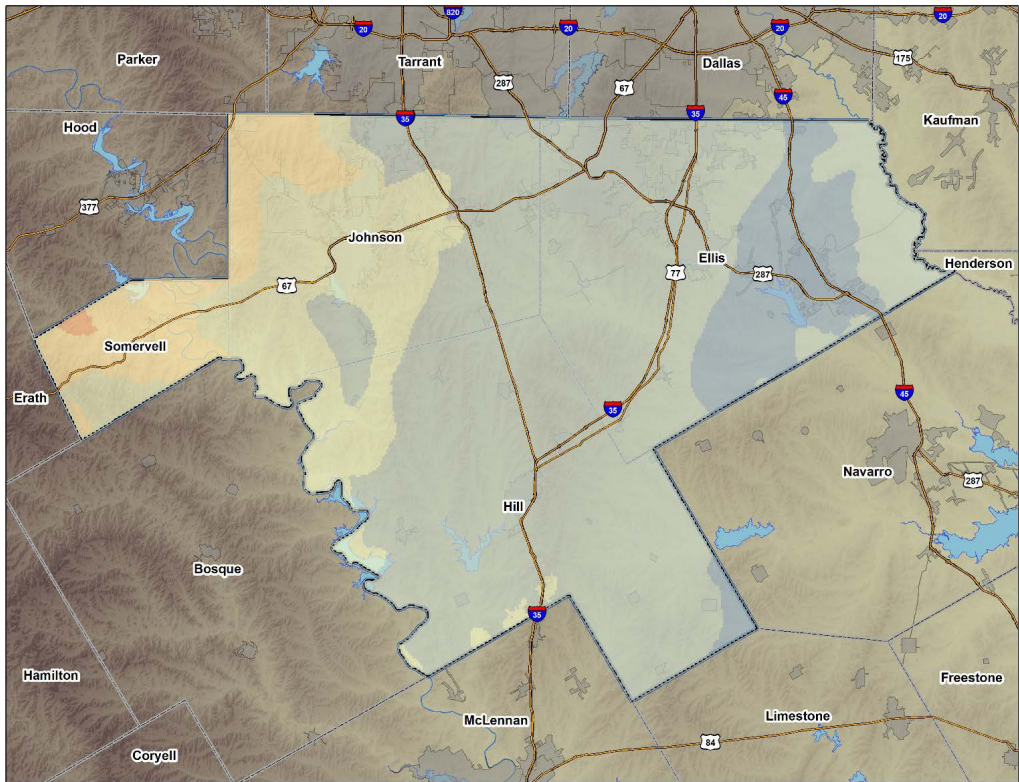 820
20
20
20
45
Parker
Tarrant
Dallas
287
67
175
35
35
Kaufman
Hood
377
Johnson
67
77
Ellis
287
Henderson
Somervell
Erath
35
45
Navarro
287
Hill
Bosque
35
Hamilton
Freestone
McLennan
Limestone
84
Coryell